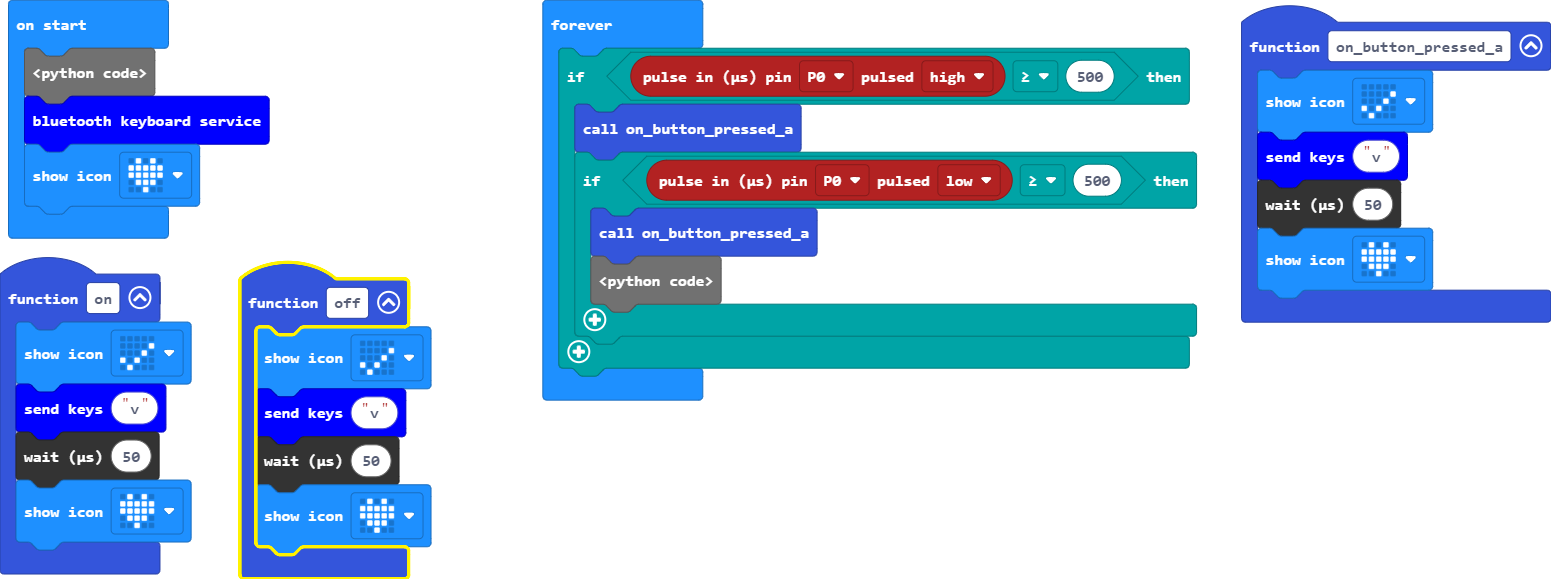 on start
<python code>
bluetooth keyboard service
show icon
function on
show icon
send keys "v"
wait (µs) 50
show icon
function off
show icon
send keys "v"
wait (µs) 50
show icon
forever
if pulse in (µs) pin P0 pulsed high ≥ 500 then
call on_button_pressed_a
if pulse in (µs) pin P0 pulsed low ≥ 500 then
call on_button_pressed_a
<python code>
function on_button_pressed_a
show icon
send keys "v"
wait (µs) 50
show icon